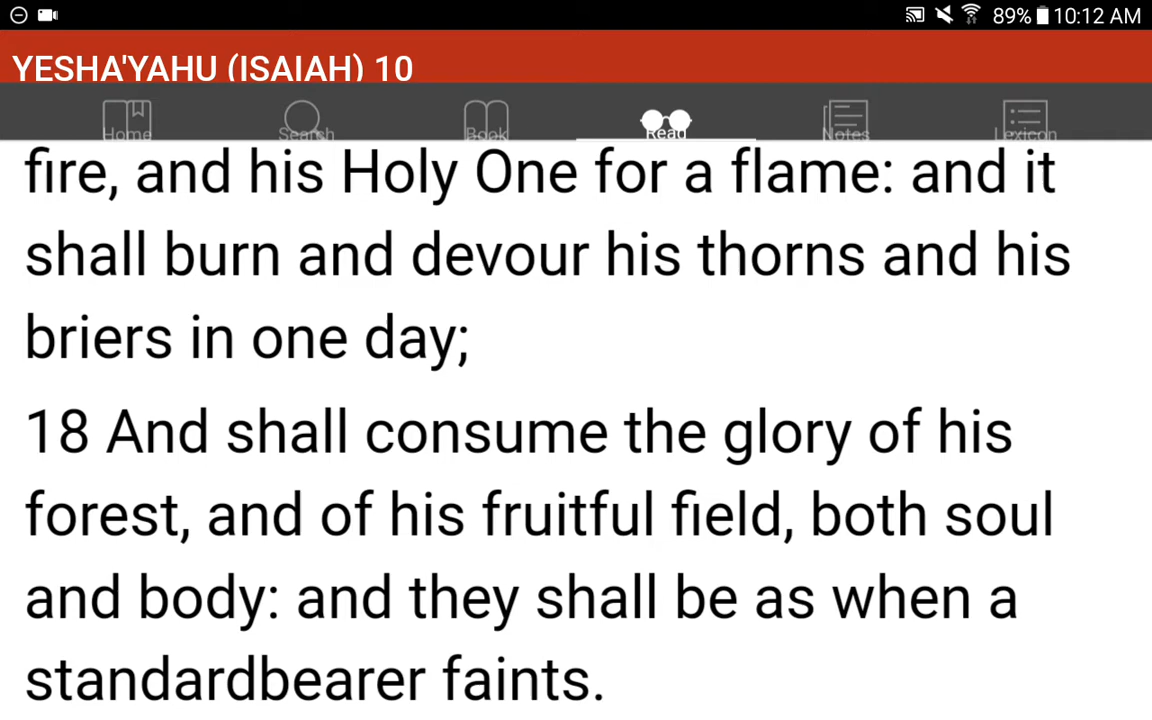 89% 10:12 AM
YESHA'YAHU (ISAIAH) 10
Home Search Book Read Notes Lexicon
fire, and his Holy One for a flame: and it
shall burn and devour his thorns and his
briers in one day;
18 And shall consume the glory of his
forest, and of his fruitful field, both soul
and body: and they shall be as when a
standardbearer faints.